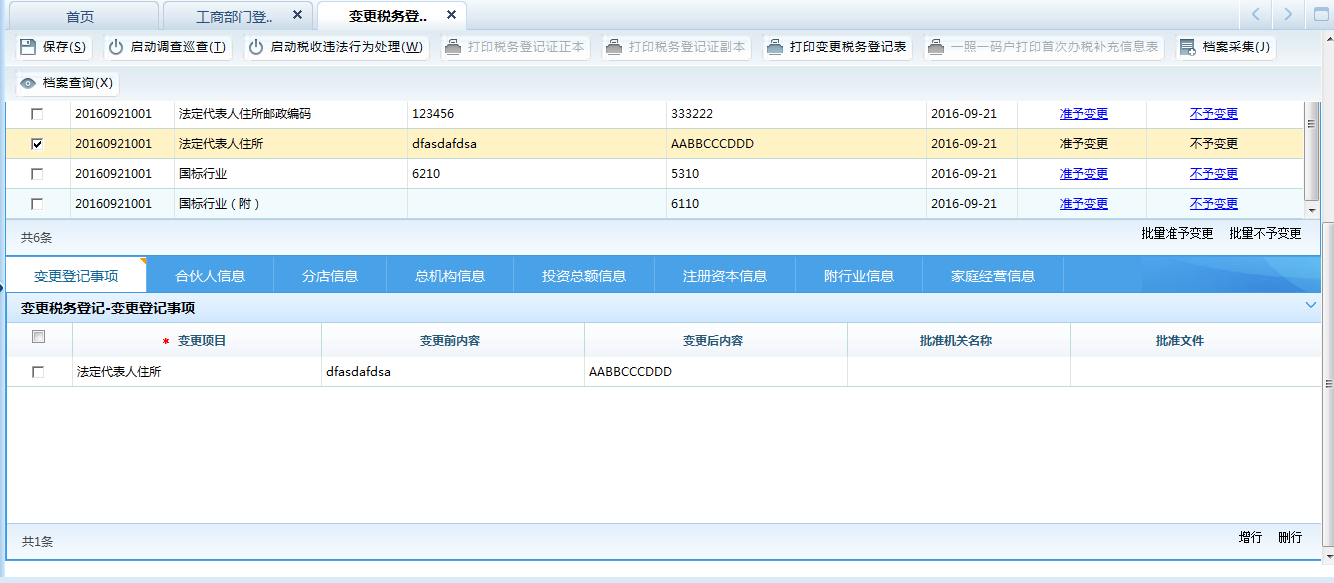 首页 工商部门登.. 变更税务登..
保存(S) 启动调查巡查(T) 启动税收违法行为处理(W) 打印税务登记证正本 打印税务登记证副本 打印变更税务登记表 一照一码户打印首次办税补充信息表 档案采集(J)
档案查询(X)
20160921001 法定代表人住所邮政编码 123456 333222 2016-09-21 准予变更 不予变更
20160921001 法定代表人住所 dfasdafdsa AABBCCCDDD 2016-09-21 准予变更 不予变更
20160921001 国标行业 6210 5310 2016-09-21 准予变更 不予变更
20160921001 国标行业（附） 6110 2016-09-21 准予变更 不予变更
共6条 批量准予变更 批量不予变更
变更登记事项 合伙人信息 分店信息 总机构信息 投资总额信息 注册资本信息 附行业信息 家庭经营信息
变更税务登记-变更登记事项
* 变更项目 变更前内容 变更后内容 批准机关名称 批准文件
法定代表人住所 dfasdafdsa AABBCCCDDD
共1条 增行 删行